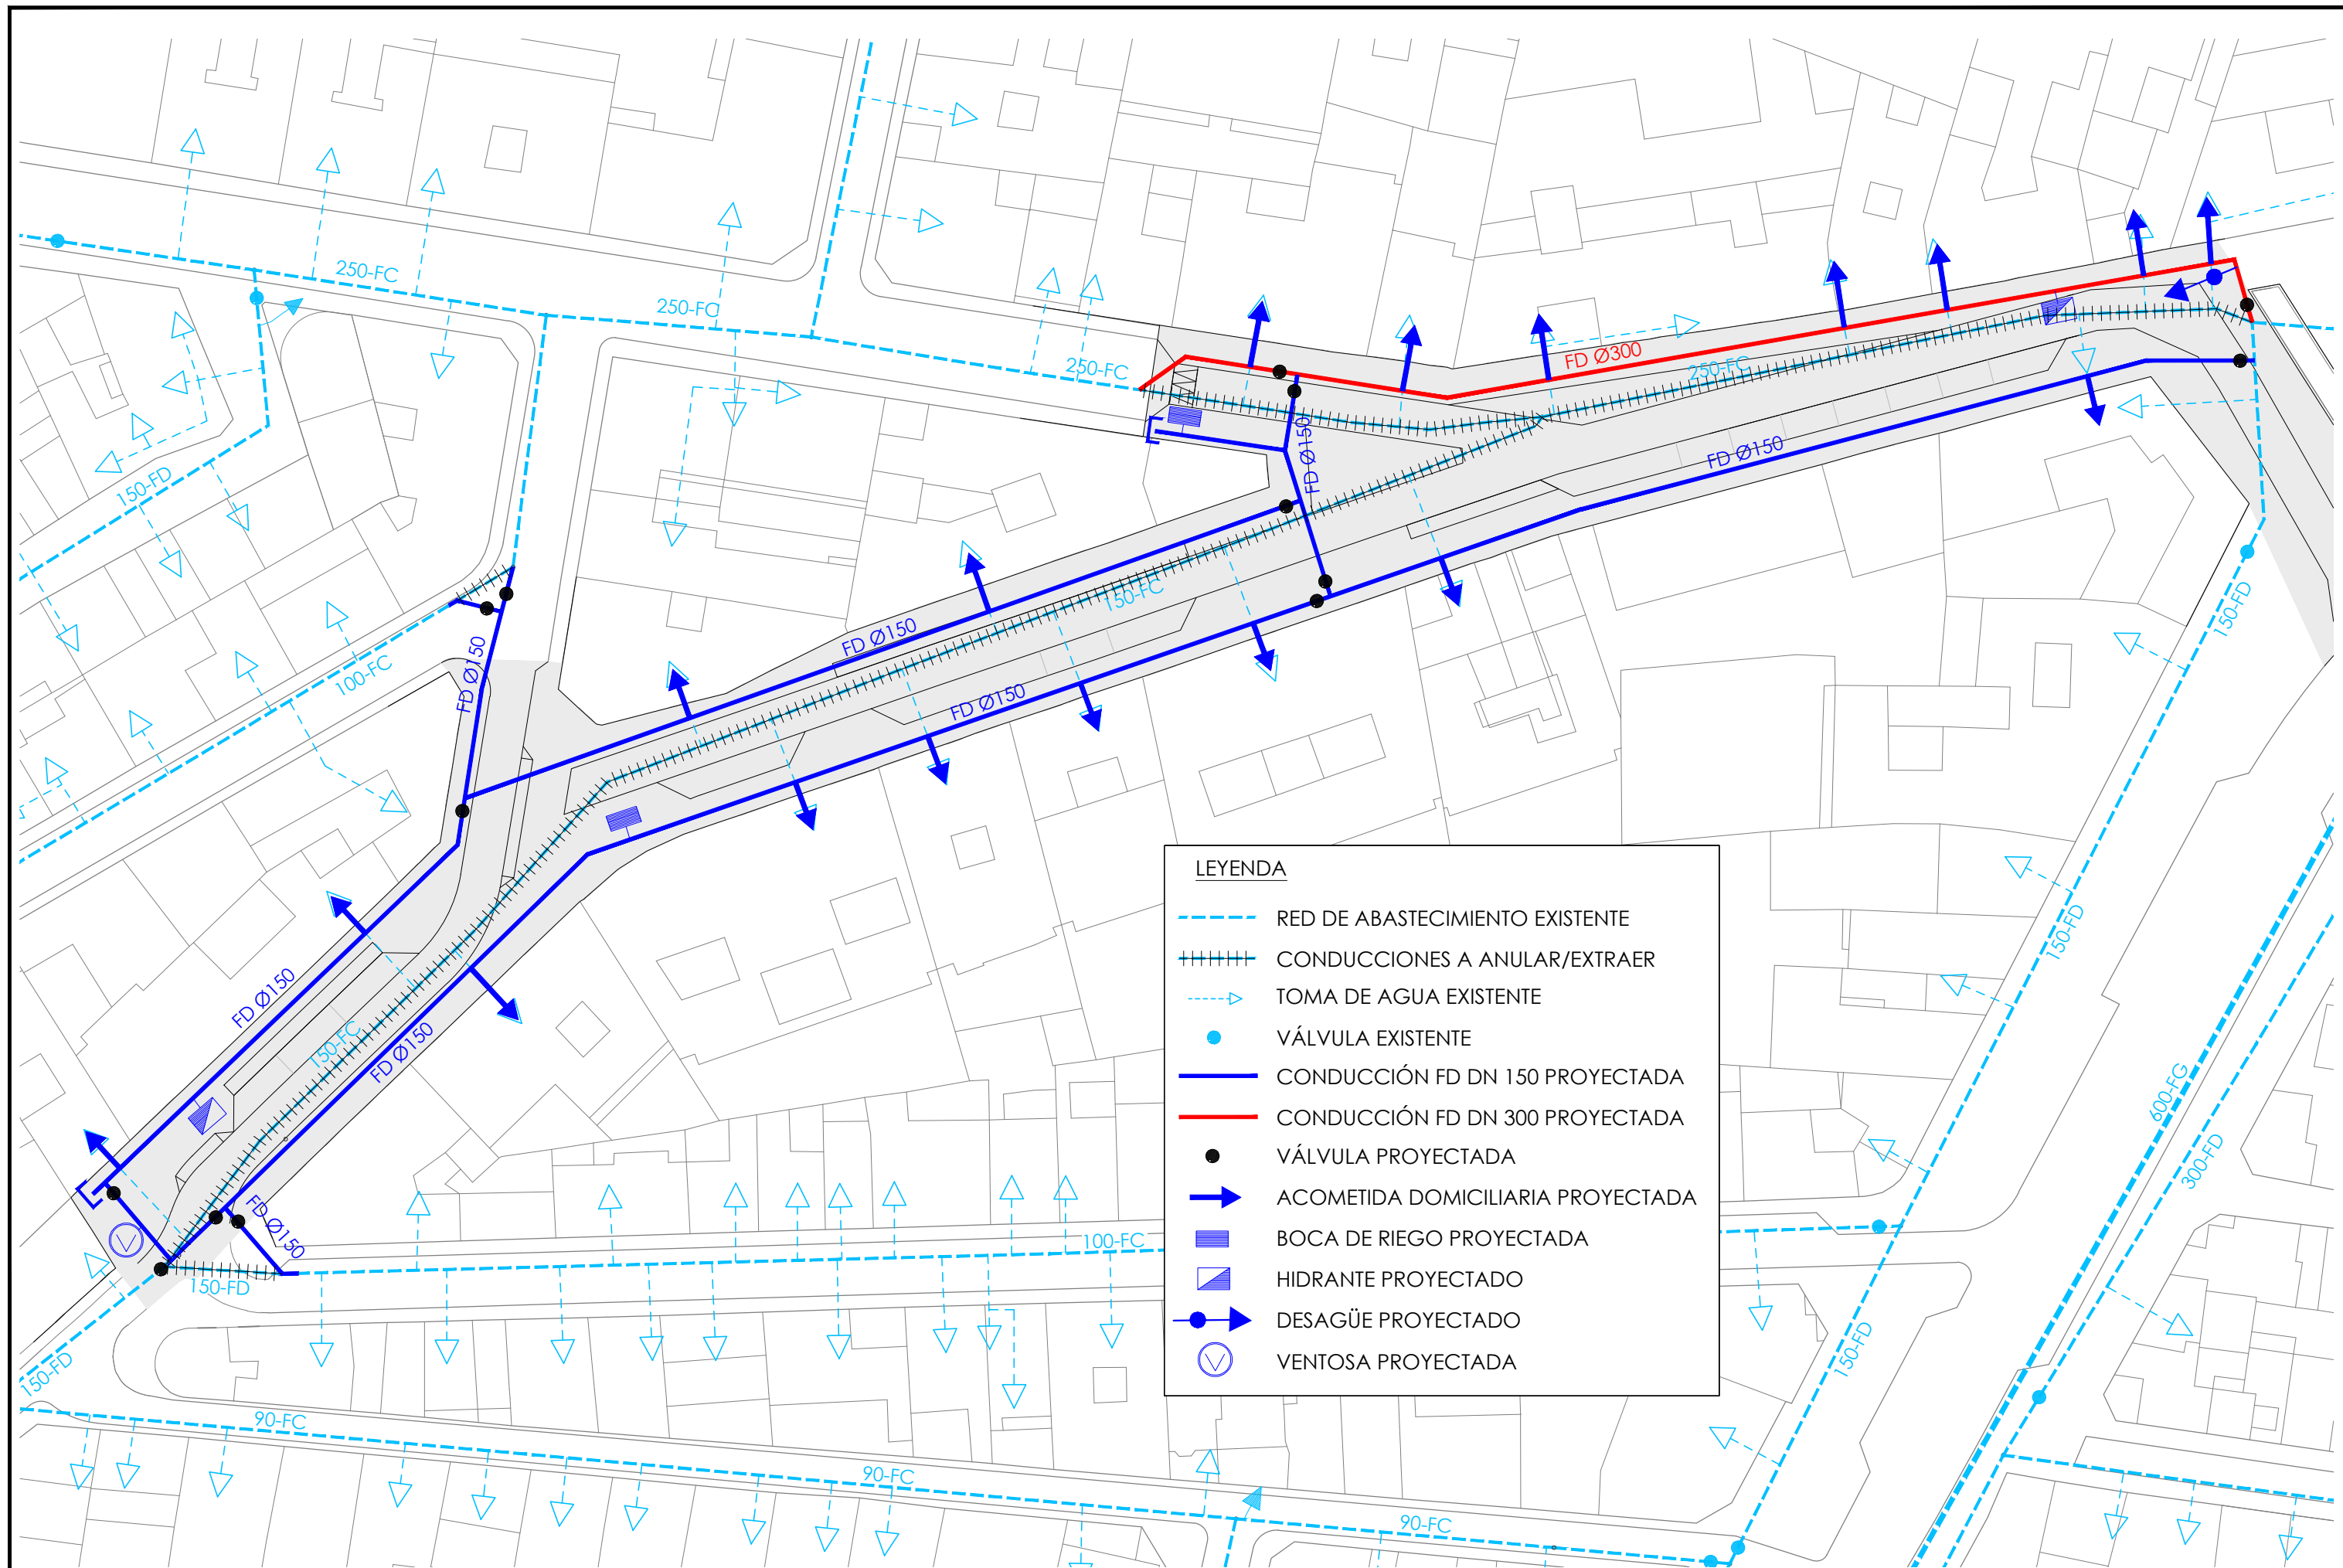 250-FC
250-FC
250-FC
FD Ø300
250-FC
FD Ø150
FD Ø150
150-FD
150-FC
150-FD
FD Ø150
100-FC
FD Ø150
FD Ø150
LEYENDA
RED DE ABASTECIMIENTO EXISTENTE
CONDUCCIONES A ANULAR/EXTRAER
TOMA DE AGUA EXISTENTE
VÁLVULA EXISTENTE
CONDUCCIÓN FD DN 150 PROYECTADA
CONDUCCIÓN FD DN 300 PROYECTADA
VÁLVULA PROYECTADA
ACOMETIDA DOMICILIARIA PROYECTADA
BOCA DE RIEGO PROYECTADA
HIDRANTE PROYECTADO
DESAGÜE PROYECTADO
VENTOSA PROYECTADA
150-FD
FD Ø150
150-FC
FD Ø150
600-FG
300-FD
FD Ø150
100-FC
150-FD
150-FD
150-FD
90-FC
90-FC
90-FC